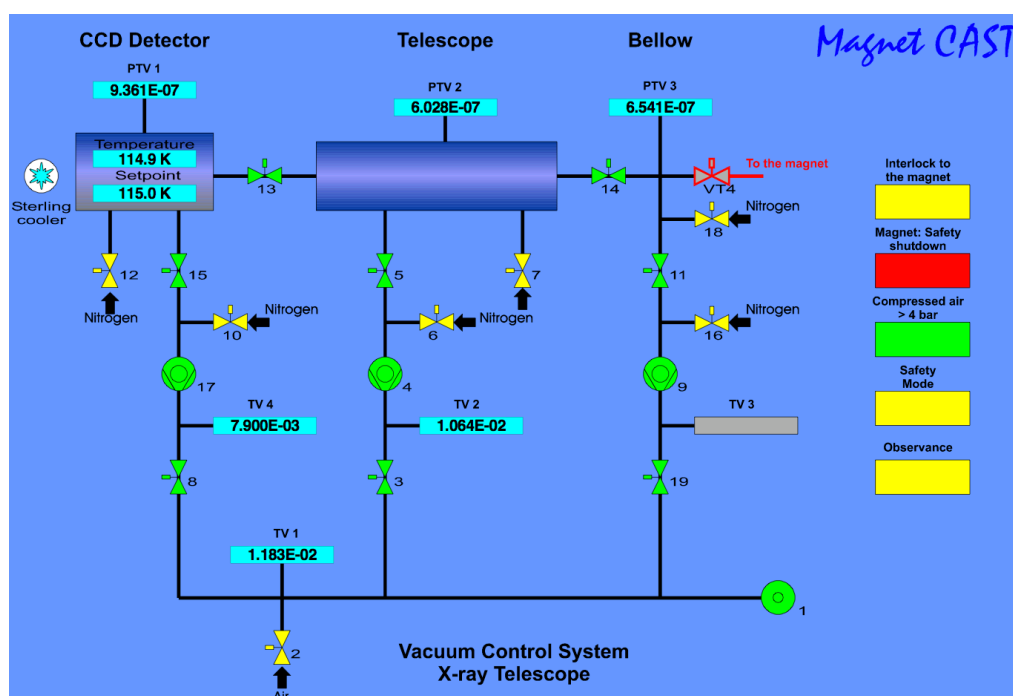 CCD Detector
Telescope
Bellow
Magnet CAST
PTV 1
9.361E-07
PTV 2
6.028E-07
PTV 3
6.541E-07
Temperature
114.9 K
Setpoint
115.0 K
Sterling
cooler
13
14
To the magnet
VT4
Interlock to
the magnet
Nitrogen
18
12
15
5
7
11
Magnet: Safety
shutdown
Nitrogen
Nitrogen
10
Nitrogen
6
Nitrogen
Nitrogen
16
Compressed air
> 4 bar
17
4
9
Safety
Mode
TV 4
7.900E-03
TV 2
1.064E-02
TV 3
Observance
8
3
19
TV 1
1.183E-02
1
2
Air
Vacuum Control System
X-ray Telescope